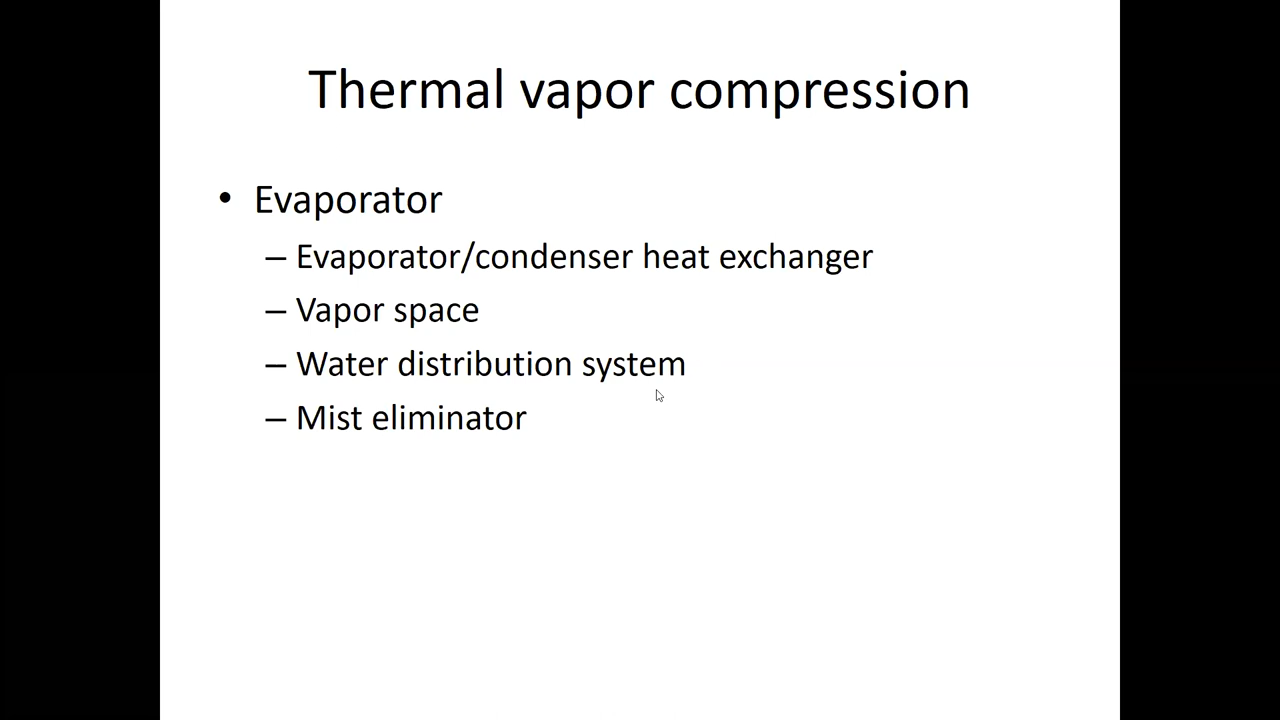 Thermal vapor compression
• Evaporator
– Evaporator/condenser heat exchanger
– Vapor space
– Water distribution system
– Mist eliminator